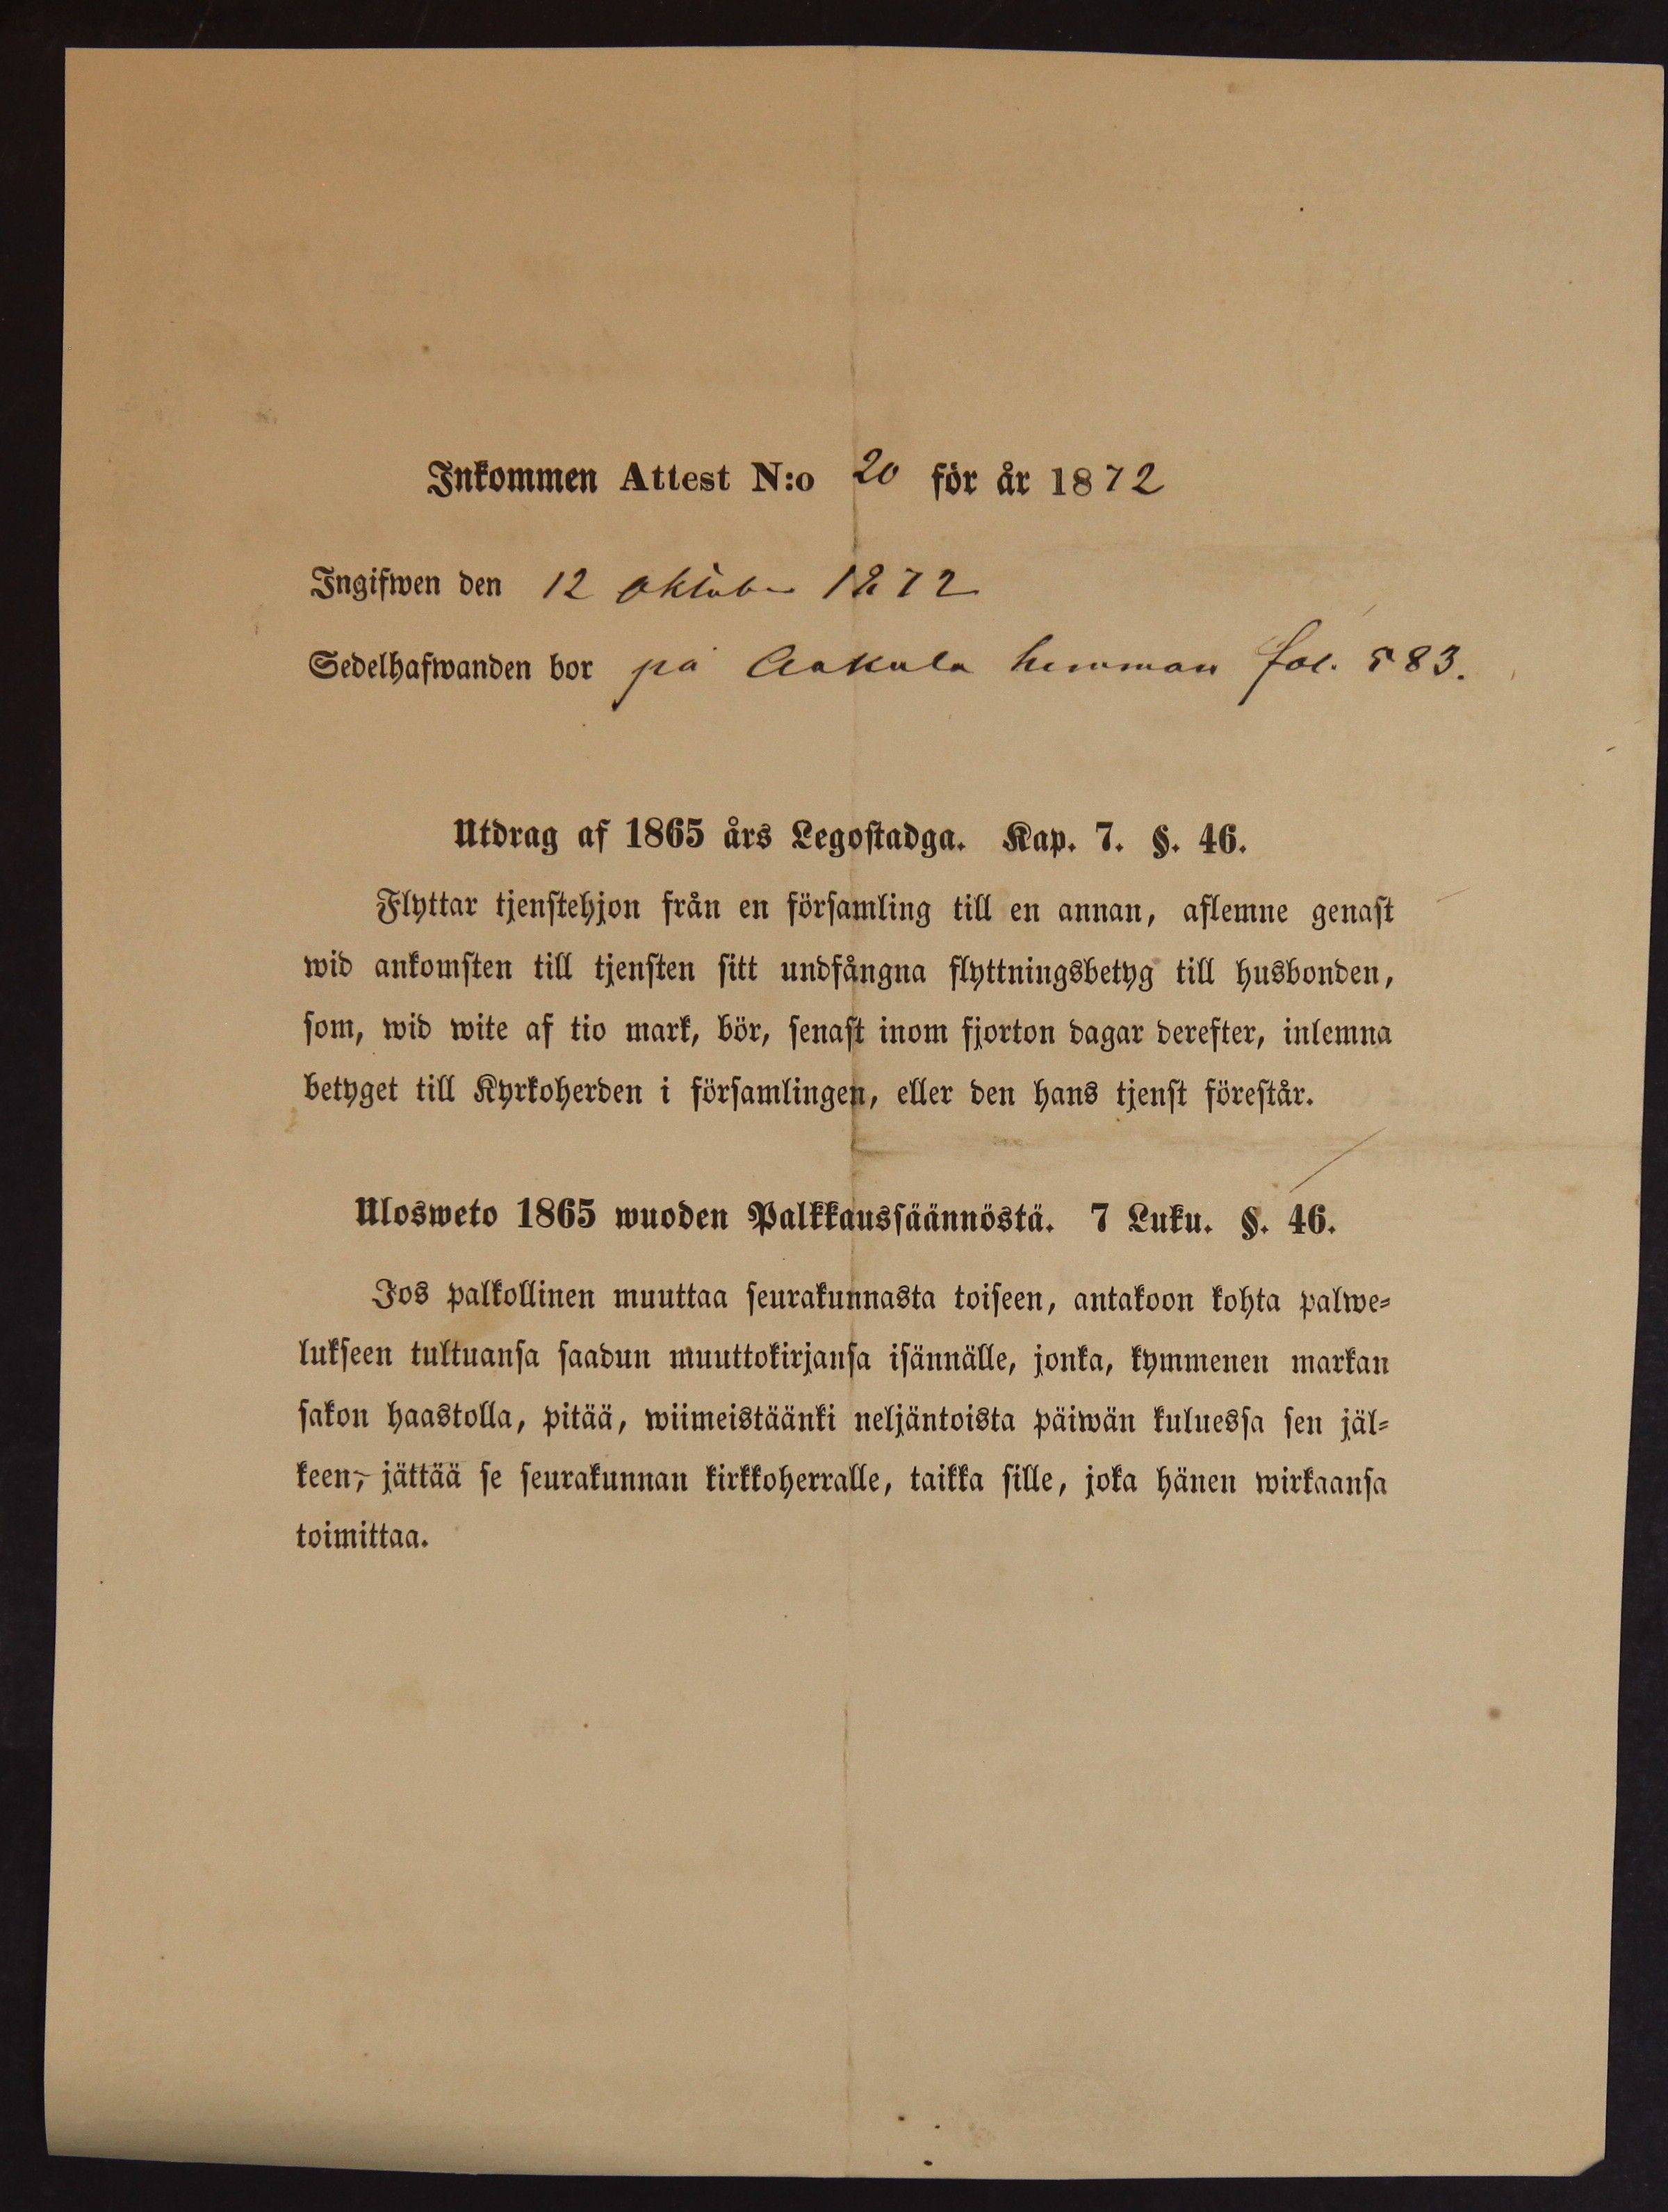 Inkommen Attest N:o 20 för år 1872
Ingifwen den 12 oktober 1872
Sedelhafwanden bor på Aakula hemman fol. 583.
Utdrag af 1865 års Legostadga. Kap. 7. §. 46.
Flyttar tjenstehjon från en församling till en annan, aflemne genast
wid ankomsten till tjensten sitt undfångna flyttningsbetyg till husbonden,
som, wid wite af tio mark, bör, senast inom fjorton dagar derefter, inlemna
betyget till Kyrkoherden i församlingen, eller den hans tjenst förestår.
Ulosweto 1865 wuoden Palkkaussäännöstä. 7 Luku. §. 46.
Jos palkollinen muuttaa seurakunnasta toiseen, antakoon kohta palwe-
lukseen tultuansa saadun muuttokirjansa isännälle, jonka, kymmenen markan
sakon haastolla, pitää, wiimeistäänki neljäntoista päiwän kuluessa sen jäl-
keen, jättää se seurakunnan kirkkoherralle, taikka sille, joka hänen wirkaansa
toimittaa.